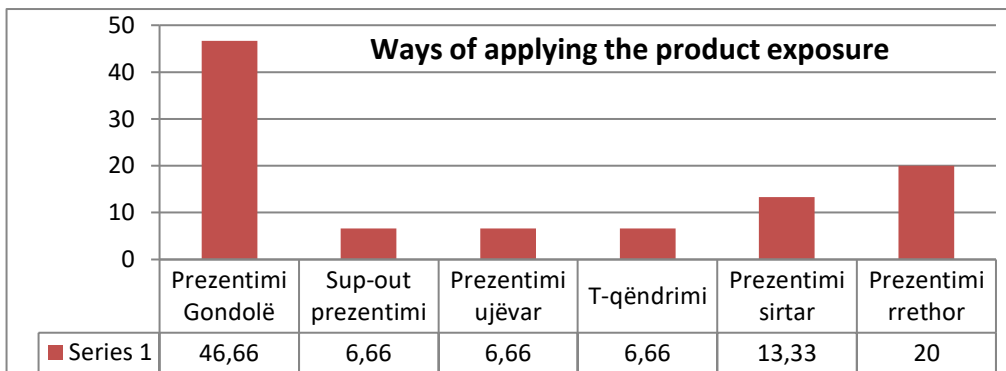 Ways of applying the product exposure
50
40
30
20
10
0
Prezentimi Gondolë
Sup-out prezentimi
Prezentimi ujëvar
T-qëndrimi
Prezentimi sirtar
Prezentimi rrethor
Series 1 46,66 6,66 6,66 6,66 13,33 20